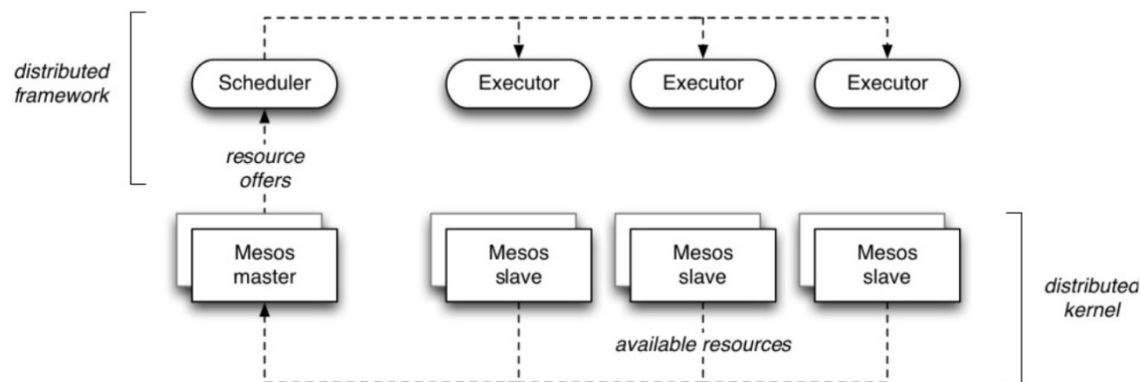 distributed
framework
Scheduler
Executor
Executor
Executor
resource
offers
Mesos
master
Mesos
slave
Mesos
slave
Mesos
slave
distributed
kernel
available resources